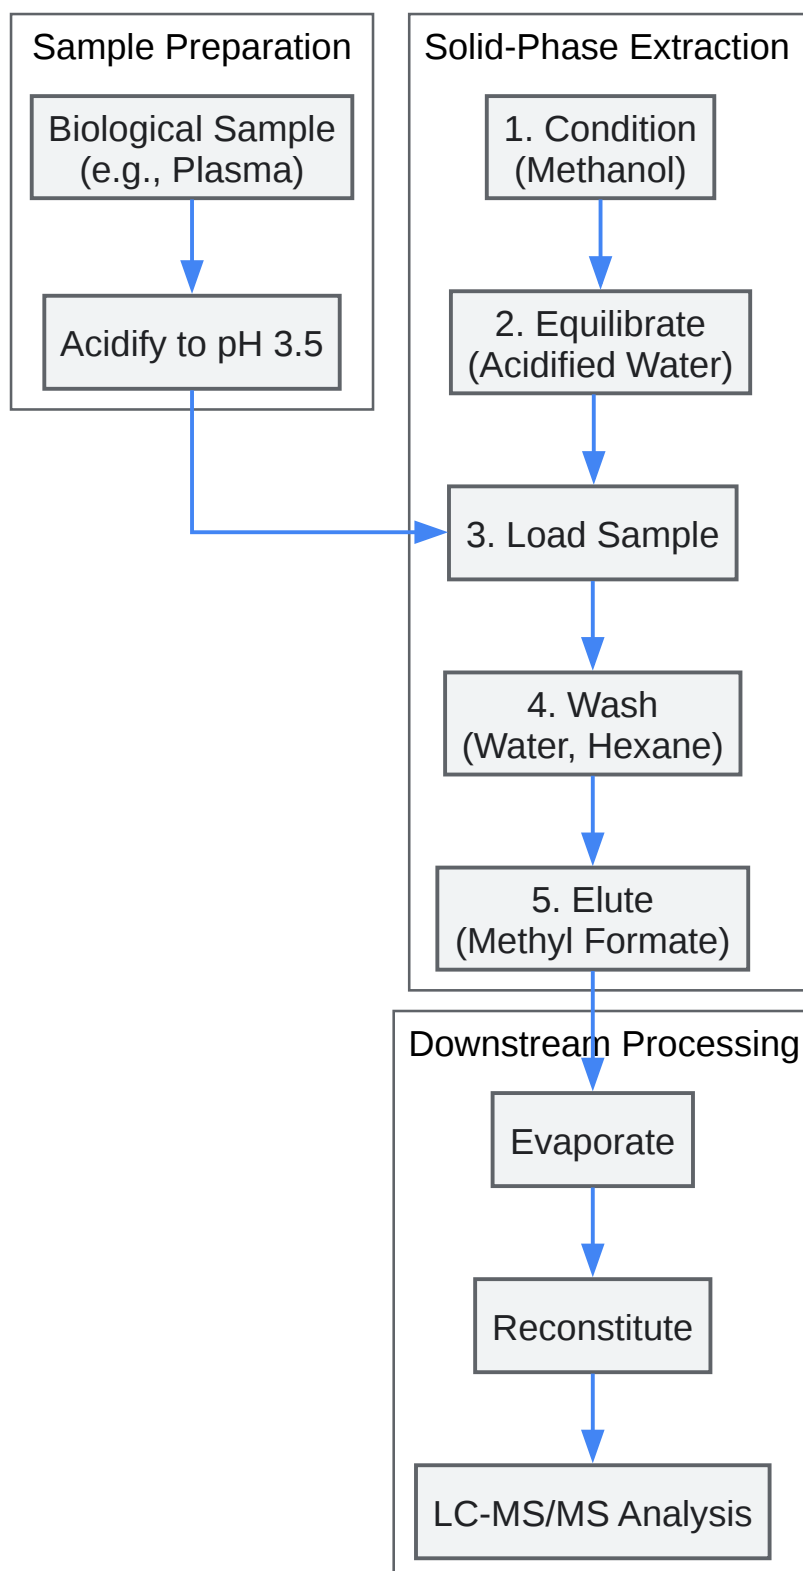 Sample Preparation
Biological Sample
(e.g., Plasma)
Acidify to pH 3.5
Solid-Phase Extraction
1. Condition
(Methanol)
2. Equilibrate
(Acidified Water)
3. Load Sample
4. Wash
(Water, Hexane)
5. Elute
(Methyl Formate)
Downstream Processing
Evaporate
Reconstitute
LC-MS/MS Analysis